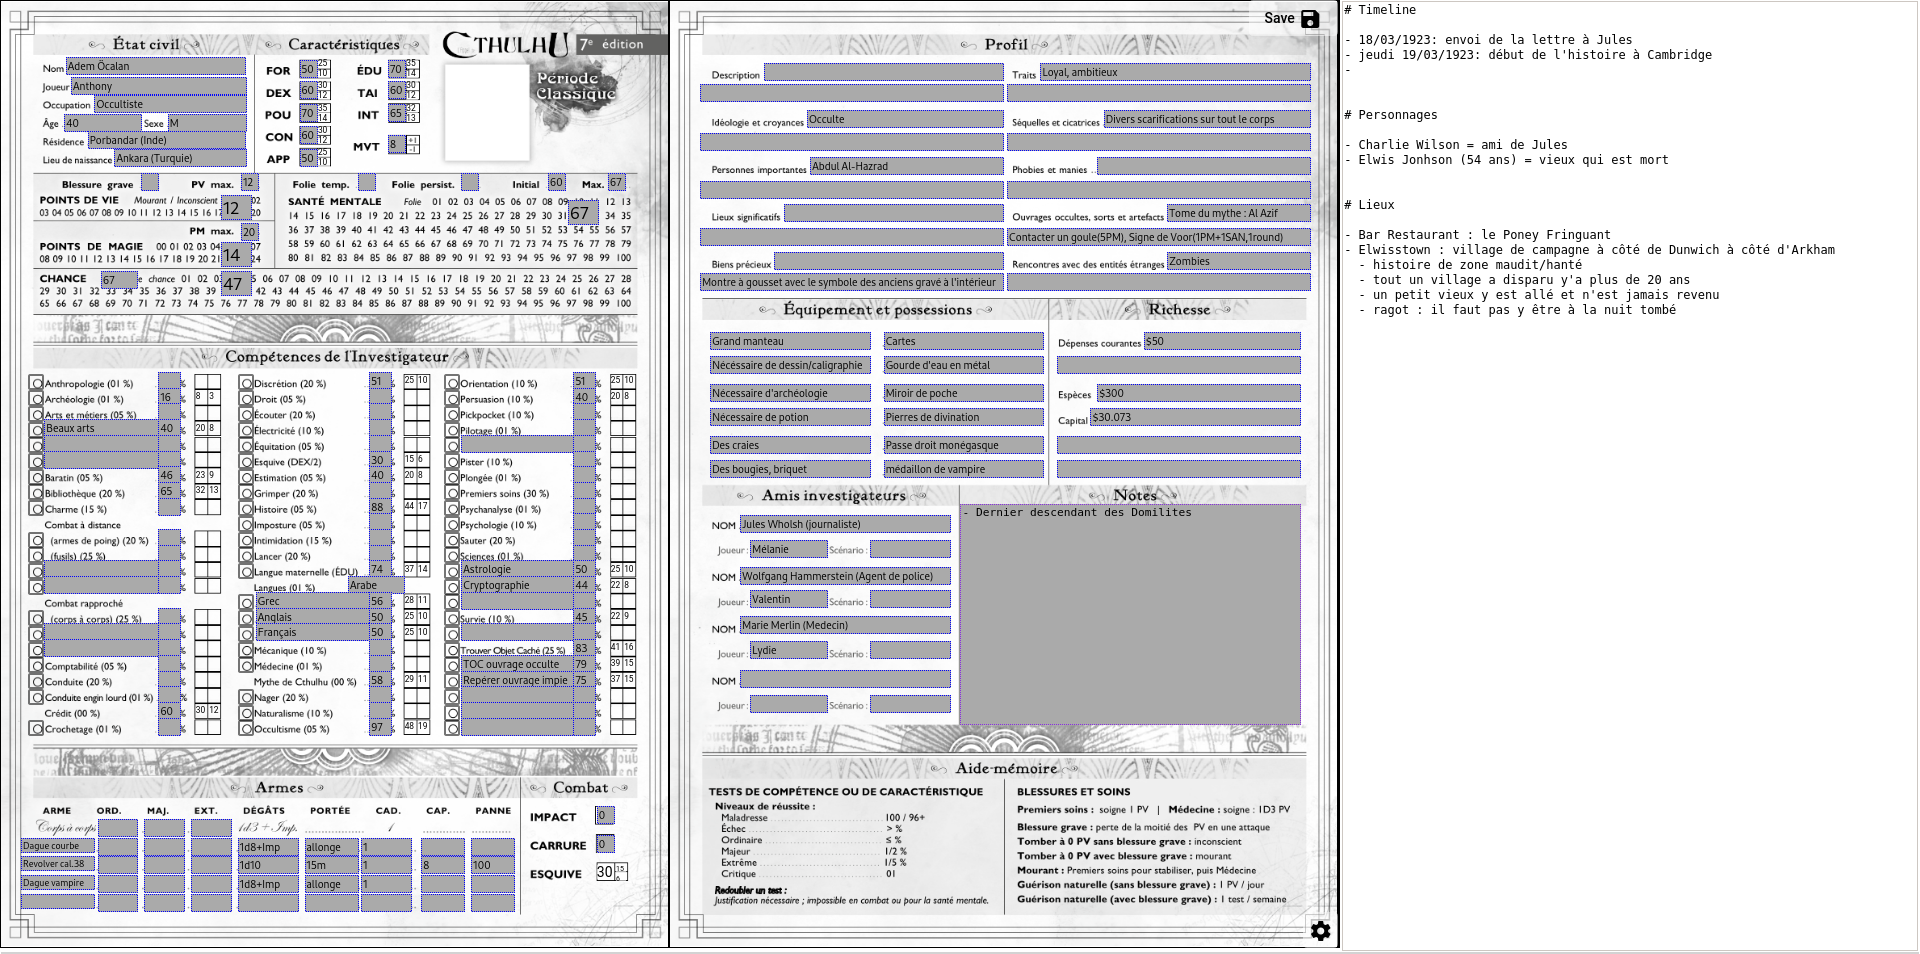 État civil
Nom Adem Öcalan
Joueur Anthony
Occupation Occultiste
Âge 40 Sexe M
Résidence Porbandar (Inde)
Lieu de naissance Ankara (Turquie)
Caractéristiques
FOR 50 25 10 ÉDU 70 35 14
DEX 60 30 12 TAI 60 30 12
POU 70 35 14 INT 65 32 13
CON 60 30 12
MVT 8 +1 -1
APP 50 25 10
CTHULHU 7e édition
Période Classique
Blessure grave PV max. 12
POINTS DE VIE Mourant / Inconscient 02
03 04 05 06 07 08 09 10 11 12 13 14 15 16 17 12 20
PM max. 20
POINTS DE MAGIE 00 01 02 03 04 07
08 09 10 11 12 13 14 15 16 17 18 19 20 21 14 24
Folie temp. Folie persist. Initial 60 Max. 67
SANTÉ MENTALE Folie 01 02 03 04 05 06 07 08 09 12 13
14 15 16 17 18 19 20 21 22 23 24 25 26 27 28 29 30 31 67 34 35
36 37 38 39 40 41 42 43 44 45 46 47 48 49 50 51 52 53 54 55 56 57
58 59 60 61 62 63 64 65 66 67 68 69 70 71 72 73 74 75 76 77 78 79
80 81 82 83 84 85 86 87 88 89 90 91 92 93 94 95 96 97 98 99 100
CHANCE 67 chance 01 02 03 47 05 06 07 08 09 10 11 12 13 14 15 16 17 18 19 20 21 22 23 24 25 26 27 28
29 30 31 32 33 34 35 36 37 38 39 42 43 44 45 46 47 48 49 50 51 52 53 54 55 56 57 58 59 60 61 62 63 64
65 66 67 68 69 70 71 72 73 74 75 76 77 78 79 80 81 82 83 84 85 86 87 88 89 90 91 92 93 94 95 96 97 98 99 100
Compétences de l'Investigateur
Anthropologie (01 %) %
Archéologie (01 %) 16 % 8 3
Arts et métiers (05 %)
Beaux arts 40 % 20 8
Baratin (05 %) 46 % 23 9
Bibliothèque (20 %) 65 % 32 13
Charme (15 %) %
Combat à distance
(armes de poing) (20 %) %
(fusils) (25 %) %
Combat rapproché
(corps à corps) (25 %) %
Comptabilité (05 %) %
Conduite (20 %) %
Conduite engin lourd (01 %) %
Crédit (00 %) 60 % 30 12
Crochetage (01 %) %
Discrétion (20 %) 51 % 25 10
Droit (05 %) %
Écouter (20 %) %
Électricité (10 %) %
Équitation (05 %) %
Esquive (DEX/2) 30 % 15 6
Estimation (05 %) 40 % 20 8
Grimper (20 %) %
Histoire (05 %) 88 % 44 17
Imposture (05 %) %
Intimidation (15 %) %
Lancer (20 %) %
Langue maternelle (ÉDU) 74 % 37 14
Langues (01 %) Arabe
Grec 56 % 28 11
Anglais 50 % 25 10
Français 50 % 25 10
Mécanique (10 %) %
Médecine (01 %) %
Mythe de Cthulhu (00 %) 58 % 29 11
Nager (20 %) %
Naturalisme (10 %) %
Occultisme (05 %) 97 % 48 19
Orientation (10 %) 51 % 25 10
Persuasion (10 %) 40 % 20 8
Pickpocket (10 %) %
Pilotage (01 %)
Pister (10 %) %
Plongée (01 %) %
Premiers soins (30 %) %
Psychanalyse (01 %) %
Psychologie (10 %) %
Sauter (20 %) %
Sciences (01 %)
Astrologie 50 % 25 10
Cryptographie 44 % 22 8
Survie (10 %) 45 % 22 9
Trouver Objet Caché (25 %) 83 % 41 16
TOC ouvrage occulte 79 % 39 15
Repérer ouvrage impie 75 % 37 15
Armes
ARME ORD. MAJ. EXT. DÉGÂTS PORTÉE CAD. CAP. PANNE
Corps à corps 1d3 + Imp. 1
Dague courbe 1d8+Imp allonge 1
Revolver cal.38 1d10 15m 1 8 100
Dague vampire 1d8+Imp allonge 1
Combat
IMPACT 0
CARRURE 0
ESQUIVE 30 15 6
Save
Profil
Description
Idéologie et croyances Occulte
Personnes importantes Abdul Al-Hazrad
Lieux significatifs
Biens précieux
Montre à gousset avec le symbole des anciens gravé à l'intérieur
Traits Loyal, ambitieux
Séquelles et cicatrices Divers scarifications sur tout le corps
Phobies et manies
Ouvrages occultes, sorts et artefacts Tome du mythe : Al Azif
Contacter un goule(5PM), Signe de Voor(1PM+1SAN,1round)
Rencontres avec des entités étranges Zombies
Équipement et possessions
Grand manteau Cartes
Nécéssaire de dessin/caligraphie Gourde d'eau en métal
Nécessaire d'archéologie Miroir de poche
Nécessaire de potion Pierres de divination
Des craies Passe droit monégasque
Des bougies, briquet médaillon de vampire
Richesse
Dépenses courantes $50
Espèces $300
Capital $30.073
Amis investigateurs
NOM Jules Wholsh (journaliste)
Joueur : Mélanie Scénario :
NOM Wolfgang Hammerstein (Agent de police)
Joueur : Valentin Scénario :
NOM Marie Merlin (Medecin)
Joueur : Lydie Scénario :
NOM
Joueur : Scénario :
Notes
- Dernier descendant des Domilites
Aide-mémoire
TESTS DE COMPÉTENCE OU DE CARACTÉRISTIQUE
Niveaux de réussite :
Maladresse 100 / 96+
Échec > %
Ordinaire ≤ %
Majeur 1/2 %
Extrême 1/5 %
Critique 01
Redoubler un test :
Justification nécessaire ; impossible en combat ou pour la santé mentale.
BLESSURES ET SOINS
Premiers soins : soigne 1 PV | Médecine : soigne : 1D3 PV
Blessure grave : perte de la moitié des PV en une attaque
Tomber à 0 PV sans blessure grave : inconscient
Tomber à 0 PV avec blessure grave : mourant
Mourant : Premiers soins pour stabiliser, puis Médecine
Guérison naturelle (sans blessure grave) : 1 PV / jour
Guérison naturelle (avec blessure grave) : 1 test / semaine
# Timeline
- 18/03/1923: envoi de la lettre à Jules
- jeudi 19/03/1923: début de l'histoire à Cambridge
-
# Personnages
- Charlie Wilson = ami de Jules
- Elwis Jonhson (54 ans) = vieux qui est mort
# Lieux
- Bar Restaurant : le Poney Fringuant
- Elwisstown : village de campagne à côté de Dunwich à côté d'Arkham
- histoire de zone maudit/hanté
- tout un village a disparu y'a plus de 20 ans
- un petit vieux y est allé et n'est jamais revenu
- ragot : il faut pas y être à la nuit tombé